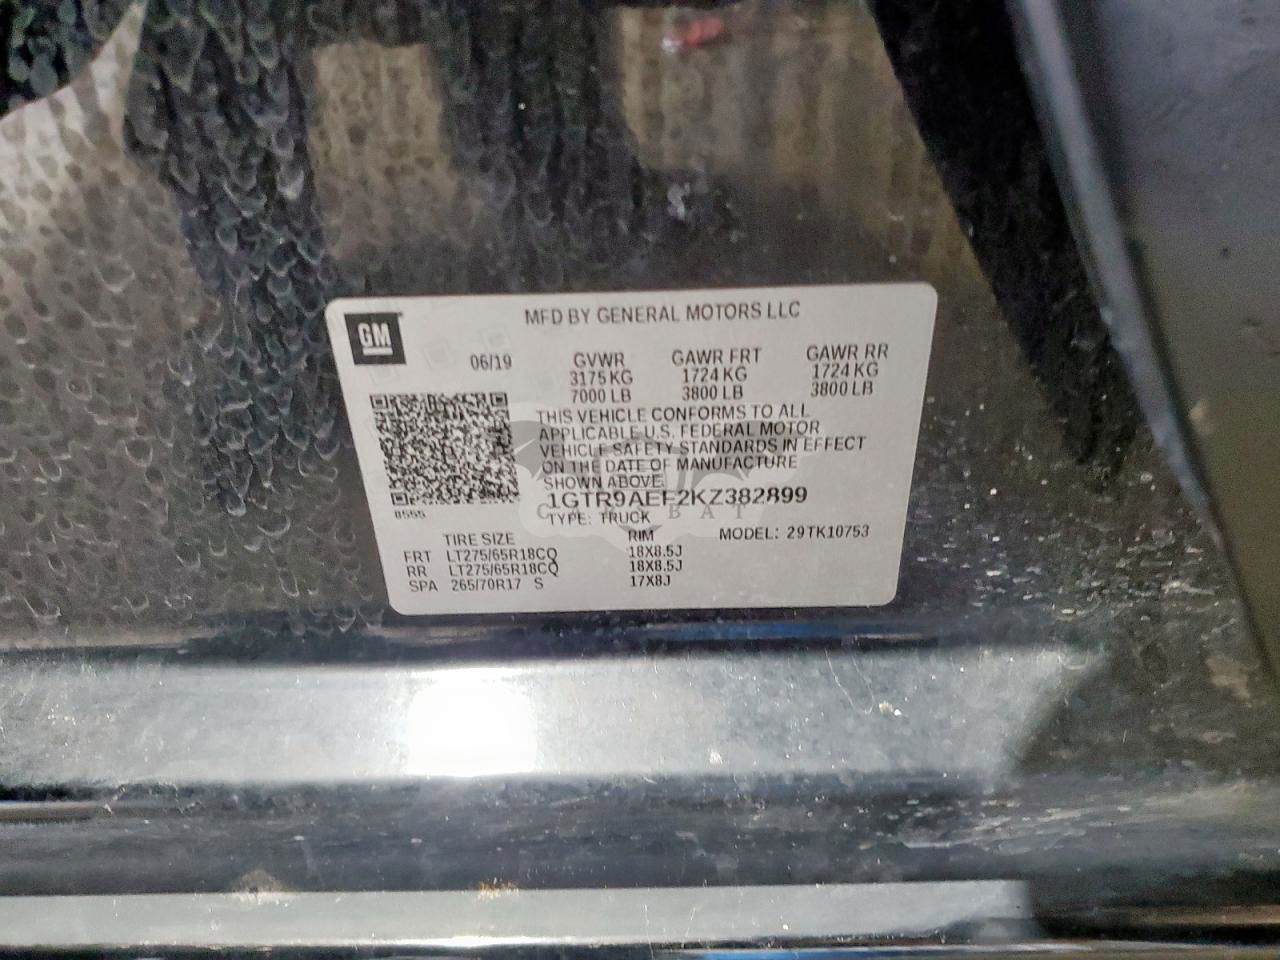 GM
MFD BY GENERAL MOTORS LLC
06/19
GVWR GAWR FRT GAWR RR
3175 KG 1724 KG 1724 KG
7000 LB 3800 LB 3800 LB
THIS VEHICLE CONFORMS TO ALL
APPLICABLE U.S. FEDERAL MOTOR
VEHICLE SAFETY STANDARDS IN EFFECT
ON THE DATE OF MANUFACTURE
SHOWN ABOVE.
1GTR9AEF2KZ382899
8555
TYPE: TRUCK
CAROBAT
TIRE SIZE RIM MODEL: 29TK10753
FRT LT275/65R18CQ 18X8.5J
RR LT275/65R18CQ 18X8.5J
SPA 265/70R17 S 17X8J